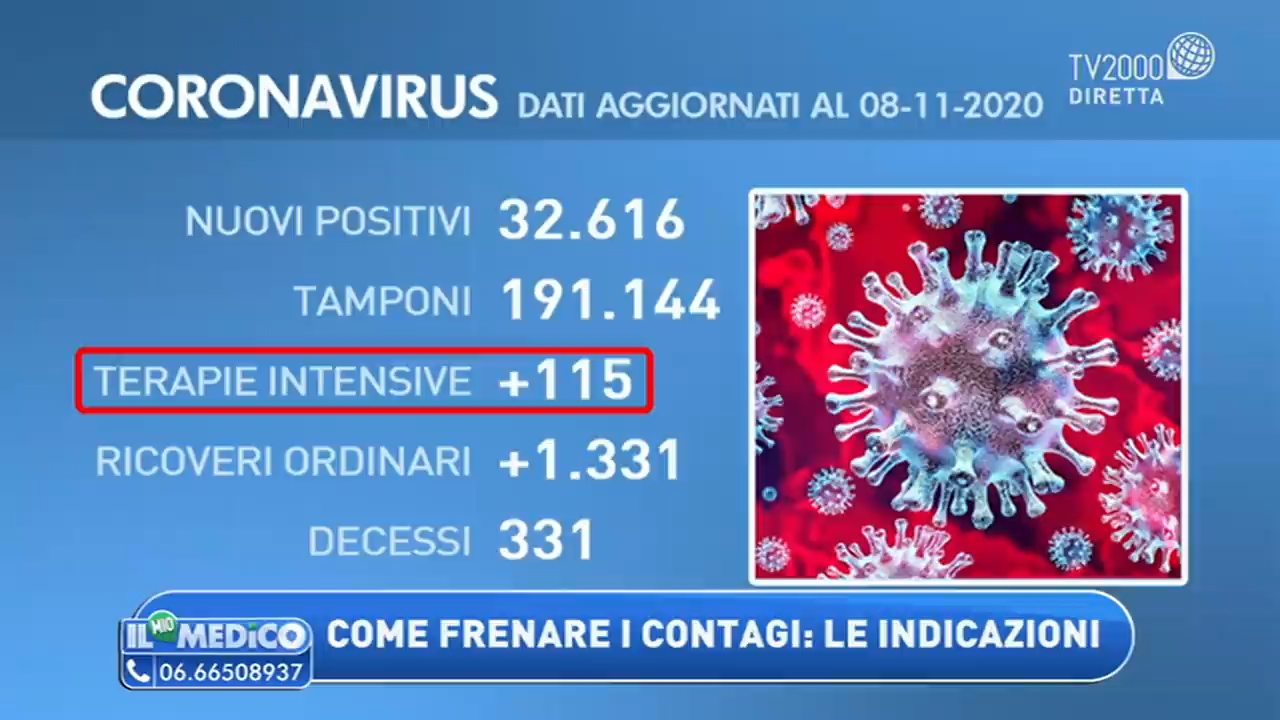 CORONAVIRUS DATI AGGIORNATI AL 08-11-2020
TV2000
DIRETTA
NUOVI POSITIVI 32.616
TAMPONI 191.144
TERAPIE INTENSIVE +115
RICOVERI ORDINARI +1.331
DECESSI 331
IL MIO MEDICO
06.66508937
COME FRENARE I CONTAGI: LE INDICAZIONI